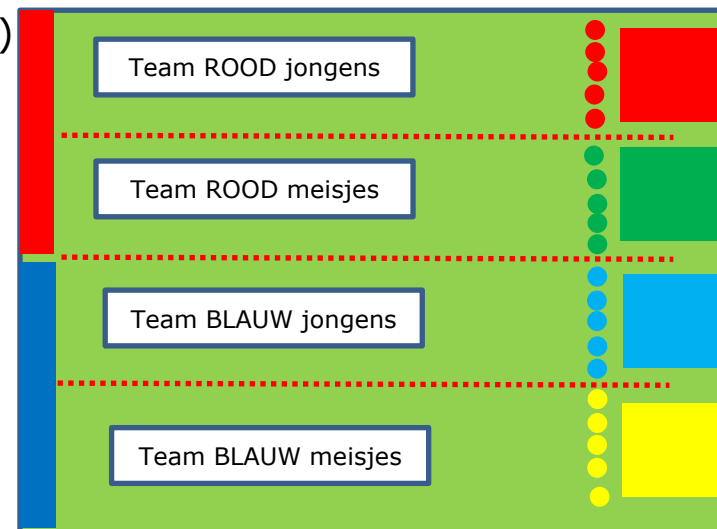 )
Team ROOD jongens
Team ROOD meisjes
Team BLAUW jongens
Team BLAUW meisjes